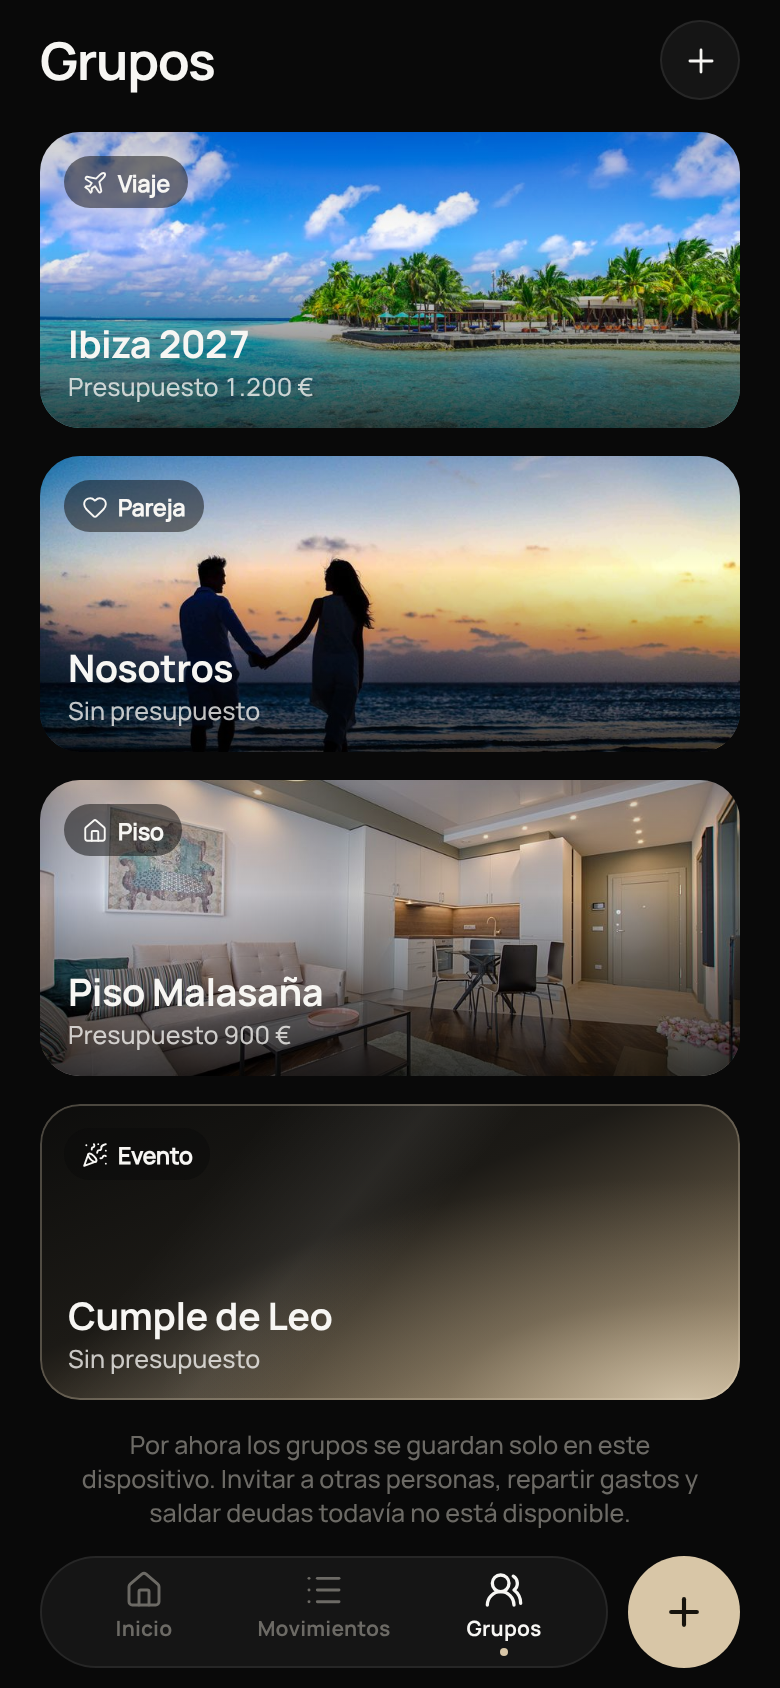 Grupos
Viaje
Ibiza 2027
Presupuesto 1.200 €
Pareja
Nosotros
Sin presupuesto
Piso
Piso Malasaña
Presupuesto 900 €
Evento
Cumple de Leo
Sin presupuesto
Por ahora los grupos se guardan solo en este
dispositivo. Invitar a otras personas, repartir gastos y
saldar deudas todavía no está disponible.
Inicio
Movimientos
Grupos